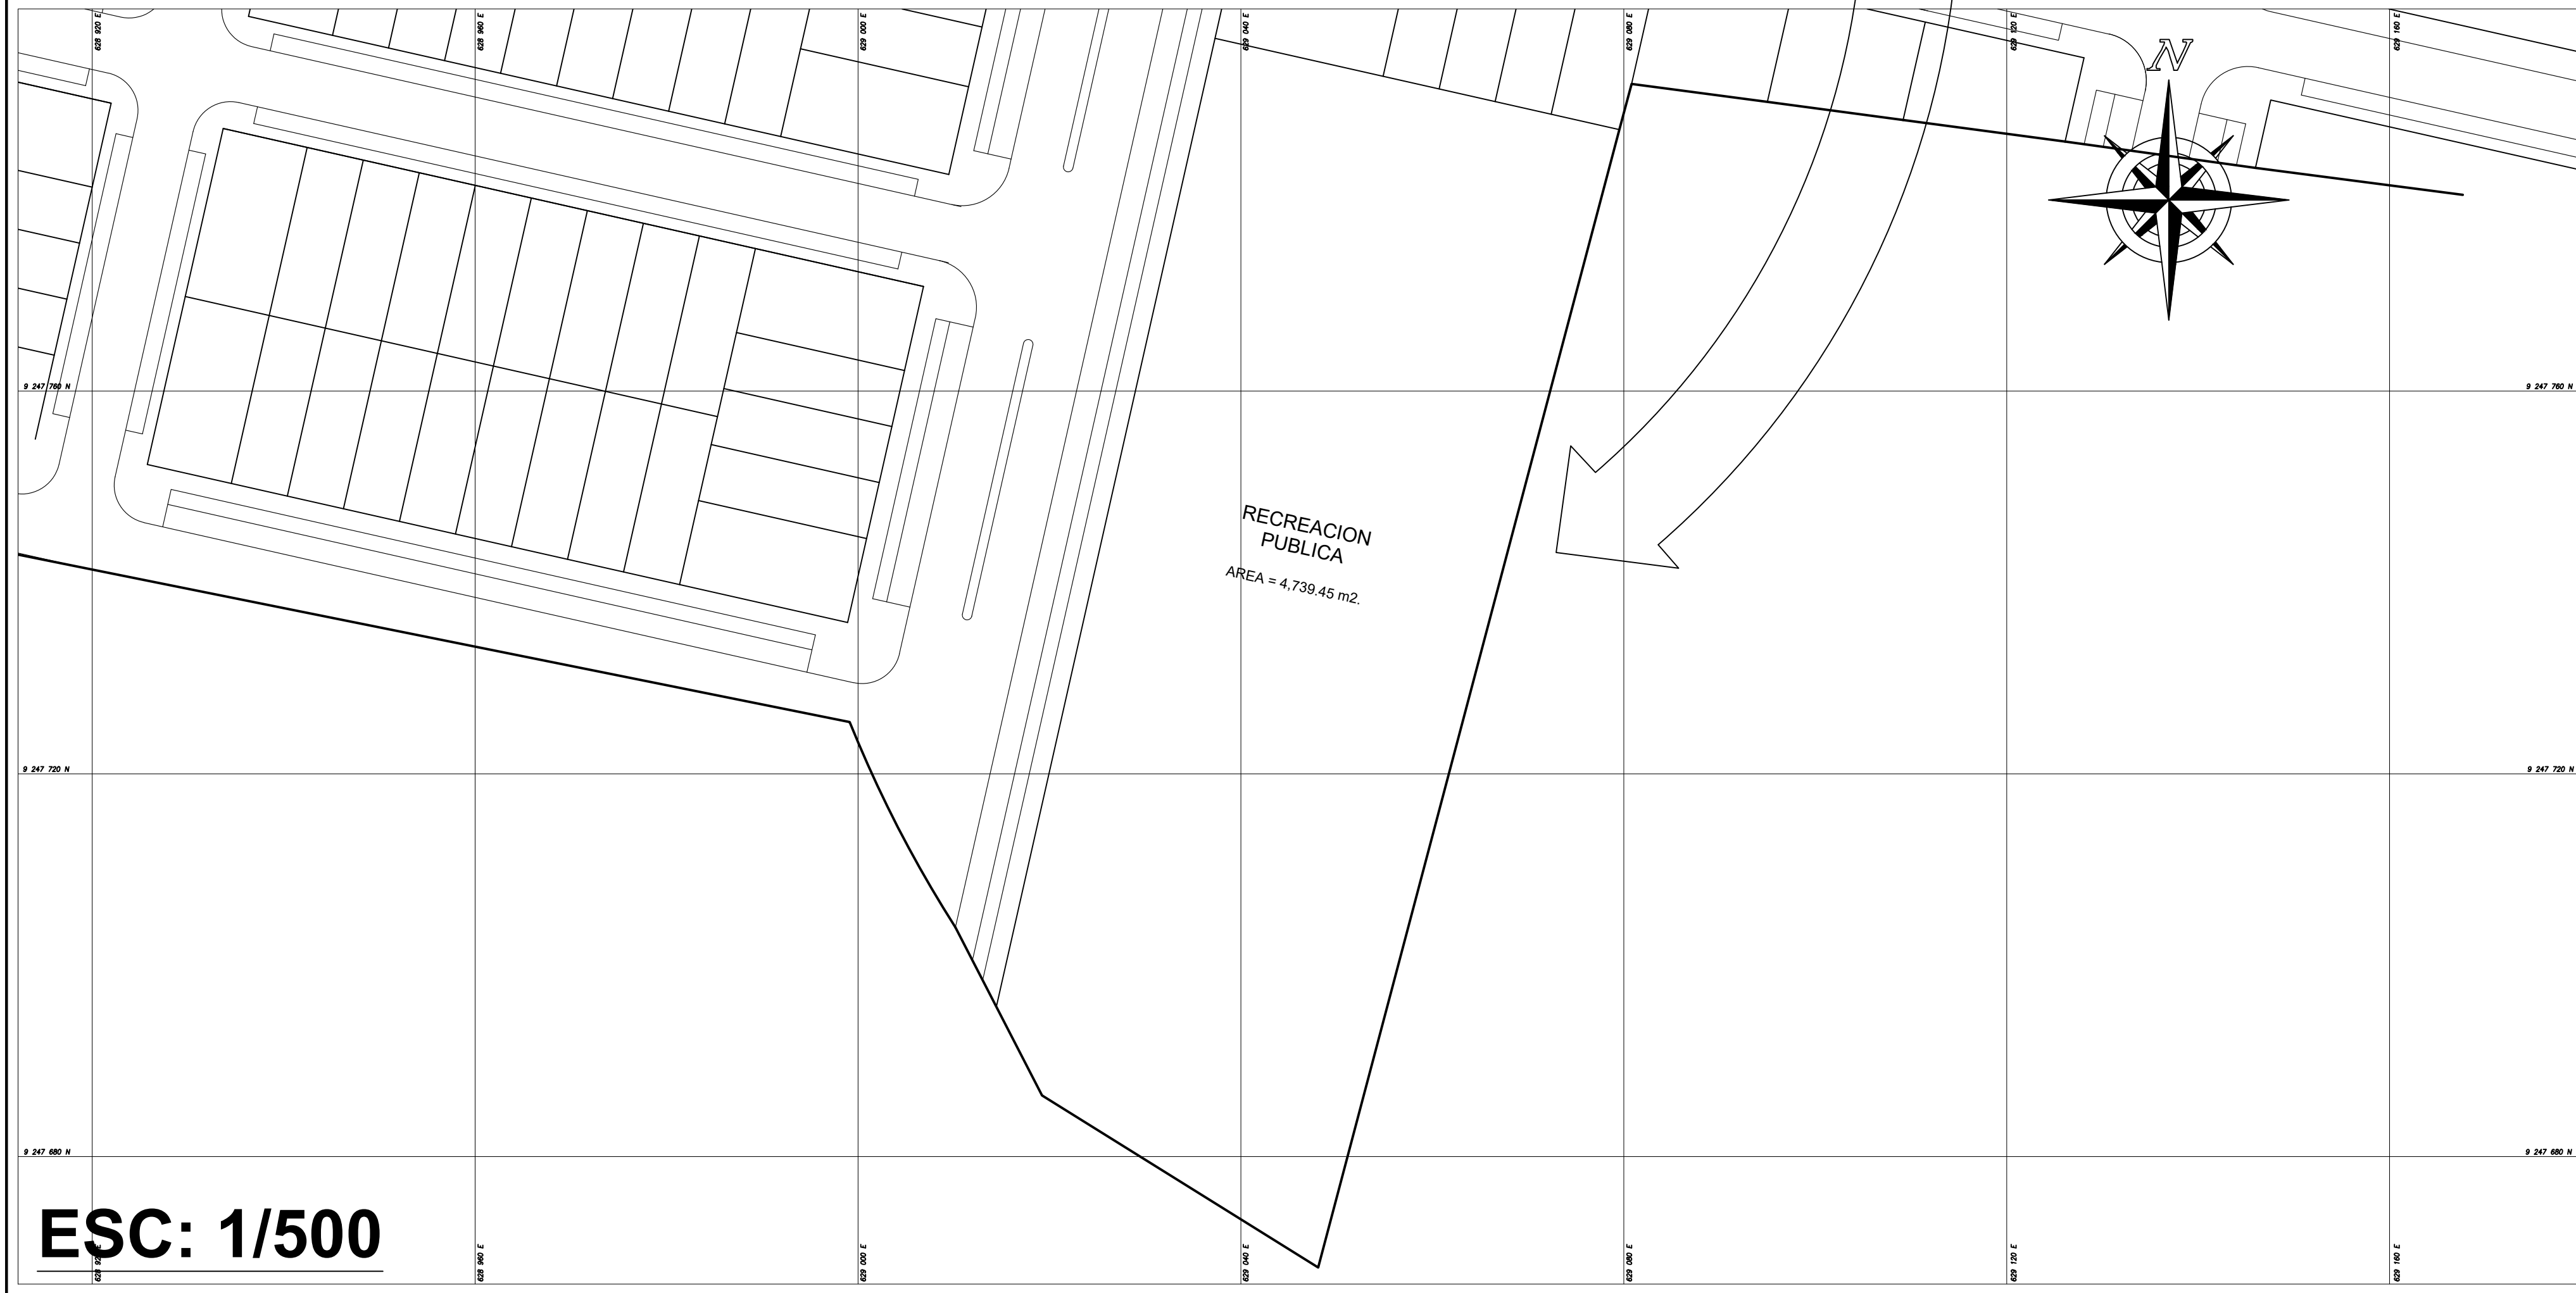 628 920 E
628 960 E
629 000 E
629 040 E
629 080 E
629 120 E
629 160 E
N
9 247 760 N
9 247 760 N
RECREACION
PUBLICA
AREA = 4,739.45 m2.
9 247 720 N
9 247 720 N
9 247 680 N
9 247 680 N
ESC: 1/500
628 920 E
628 960 E
629 000 E
629 040 E
629 080 E
629 120 E
629 160 E